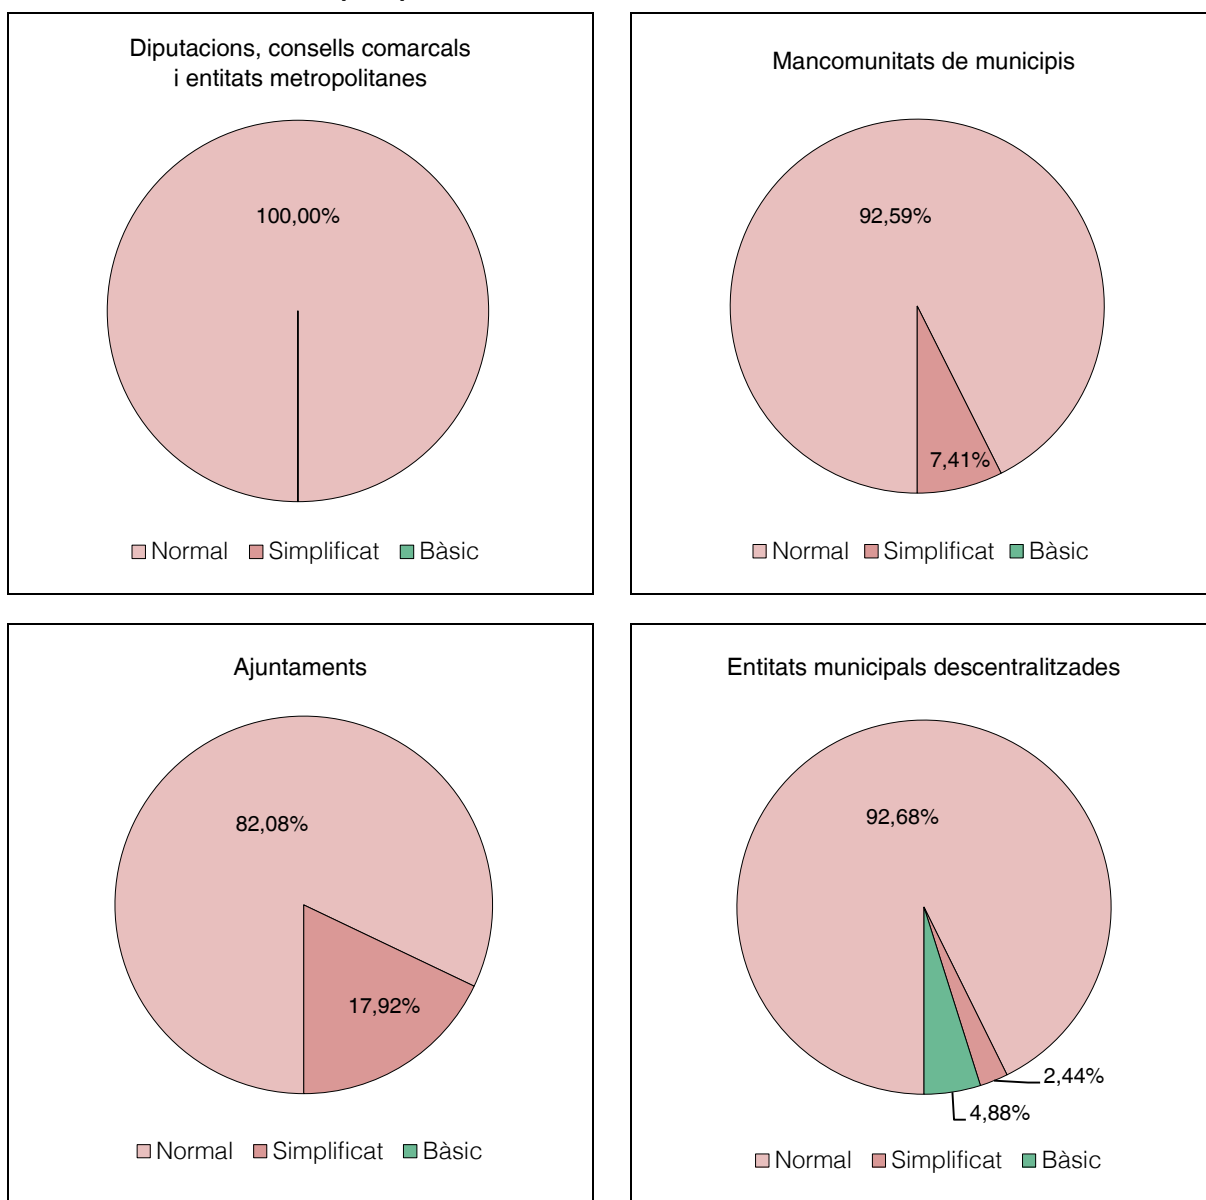 Diputacions, consells comarcals
i entitats metropolitanes
100,00%
Normal Simplificat Bàsic
Mancomunitats de municipis
92,59%
7,41%
Normal Simplificat Bàsic
Ajuntaments
82,08%
17,92%
Normal Simplificat Bàsic
Entitats municipals descentralitzades
92,68%
2,44%
4,88%
Normal Simplificat Bàsic